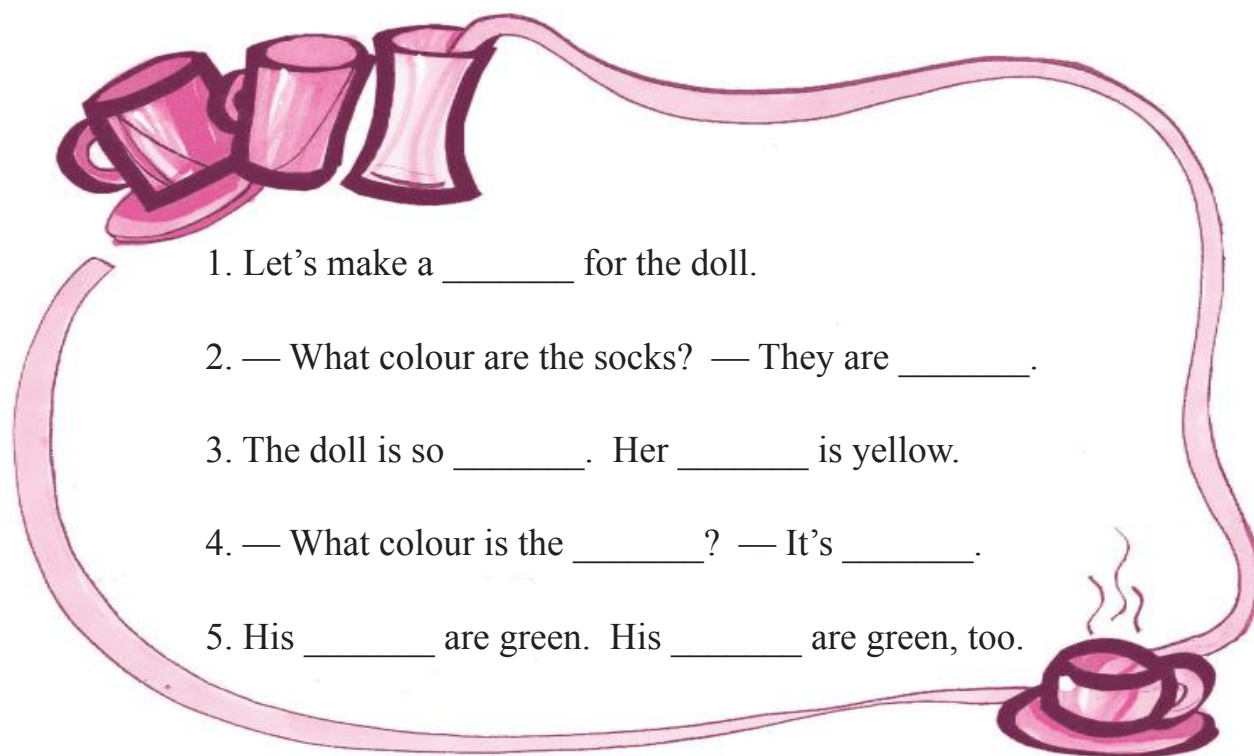 1. Let’s make a _______ for the doll.
2. — What colour are the socks?  — They are _______.
3. The doll is so _______.  Her _______ is yellow.
4. — What colour is the _______?  — It’s _______.
5. His _______ are green.  His _______ are green, too.